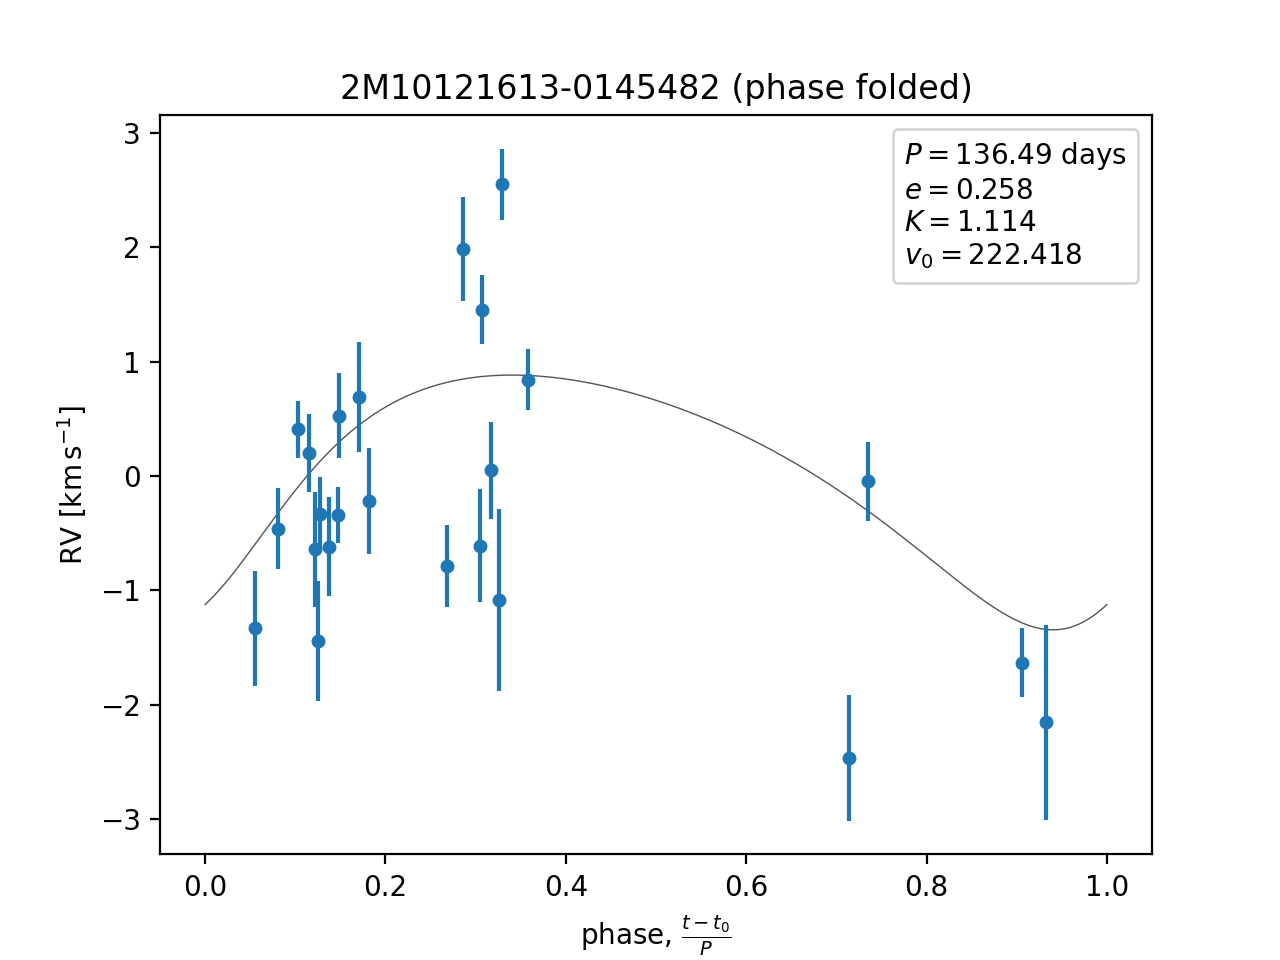 2M10121613-0145482 (phase folded)
P = 136.49 days
e = 0.258
K = 1.114
v₀ = 222.418
RV [km s⁻¹]
3
2
1
0
−1
−2
−3
0.0 0.2 0.4 0.6 0.8 1.0
phase, (t − t₀)/P